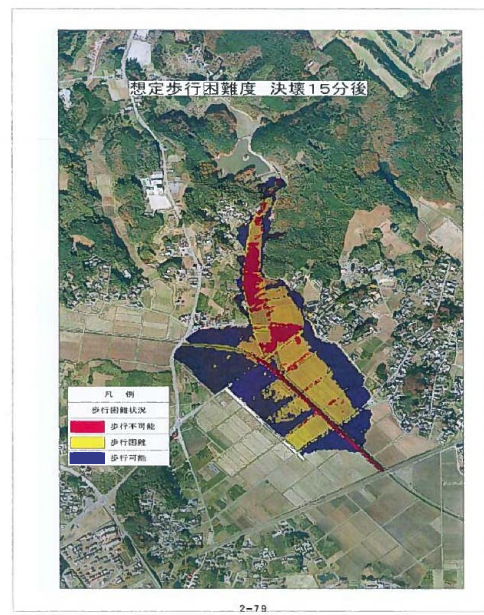 想定歩行困難度 決壊15分後
凡 例
歩行困難状況
歩行不可能
歩行困難
歩行可能
2-79